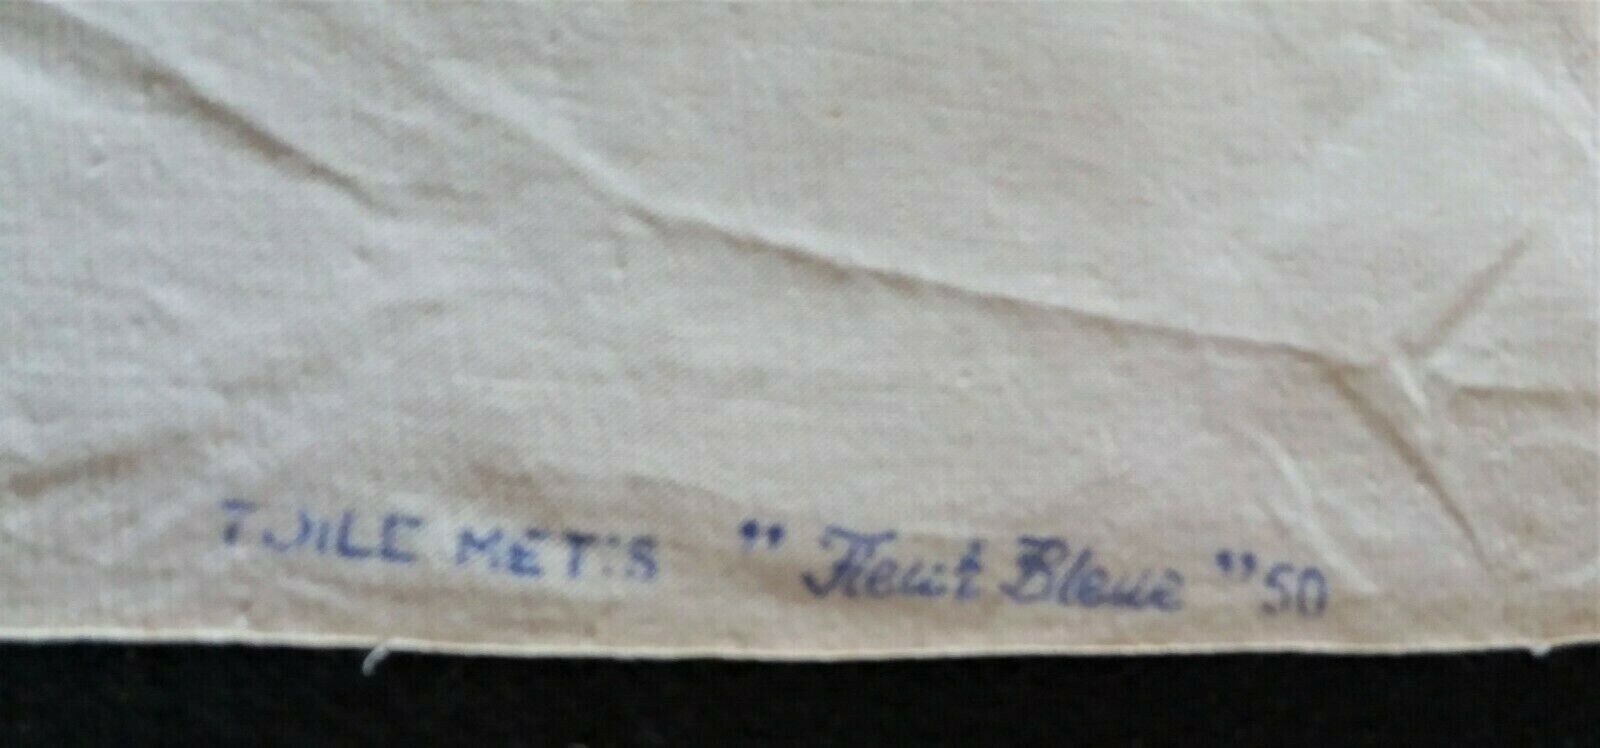 TOILE METIS " Fleur Bleue " 50